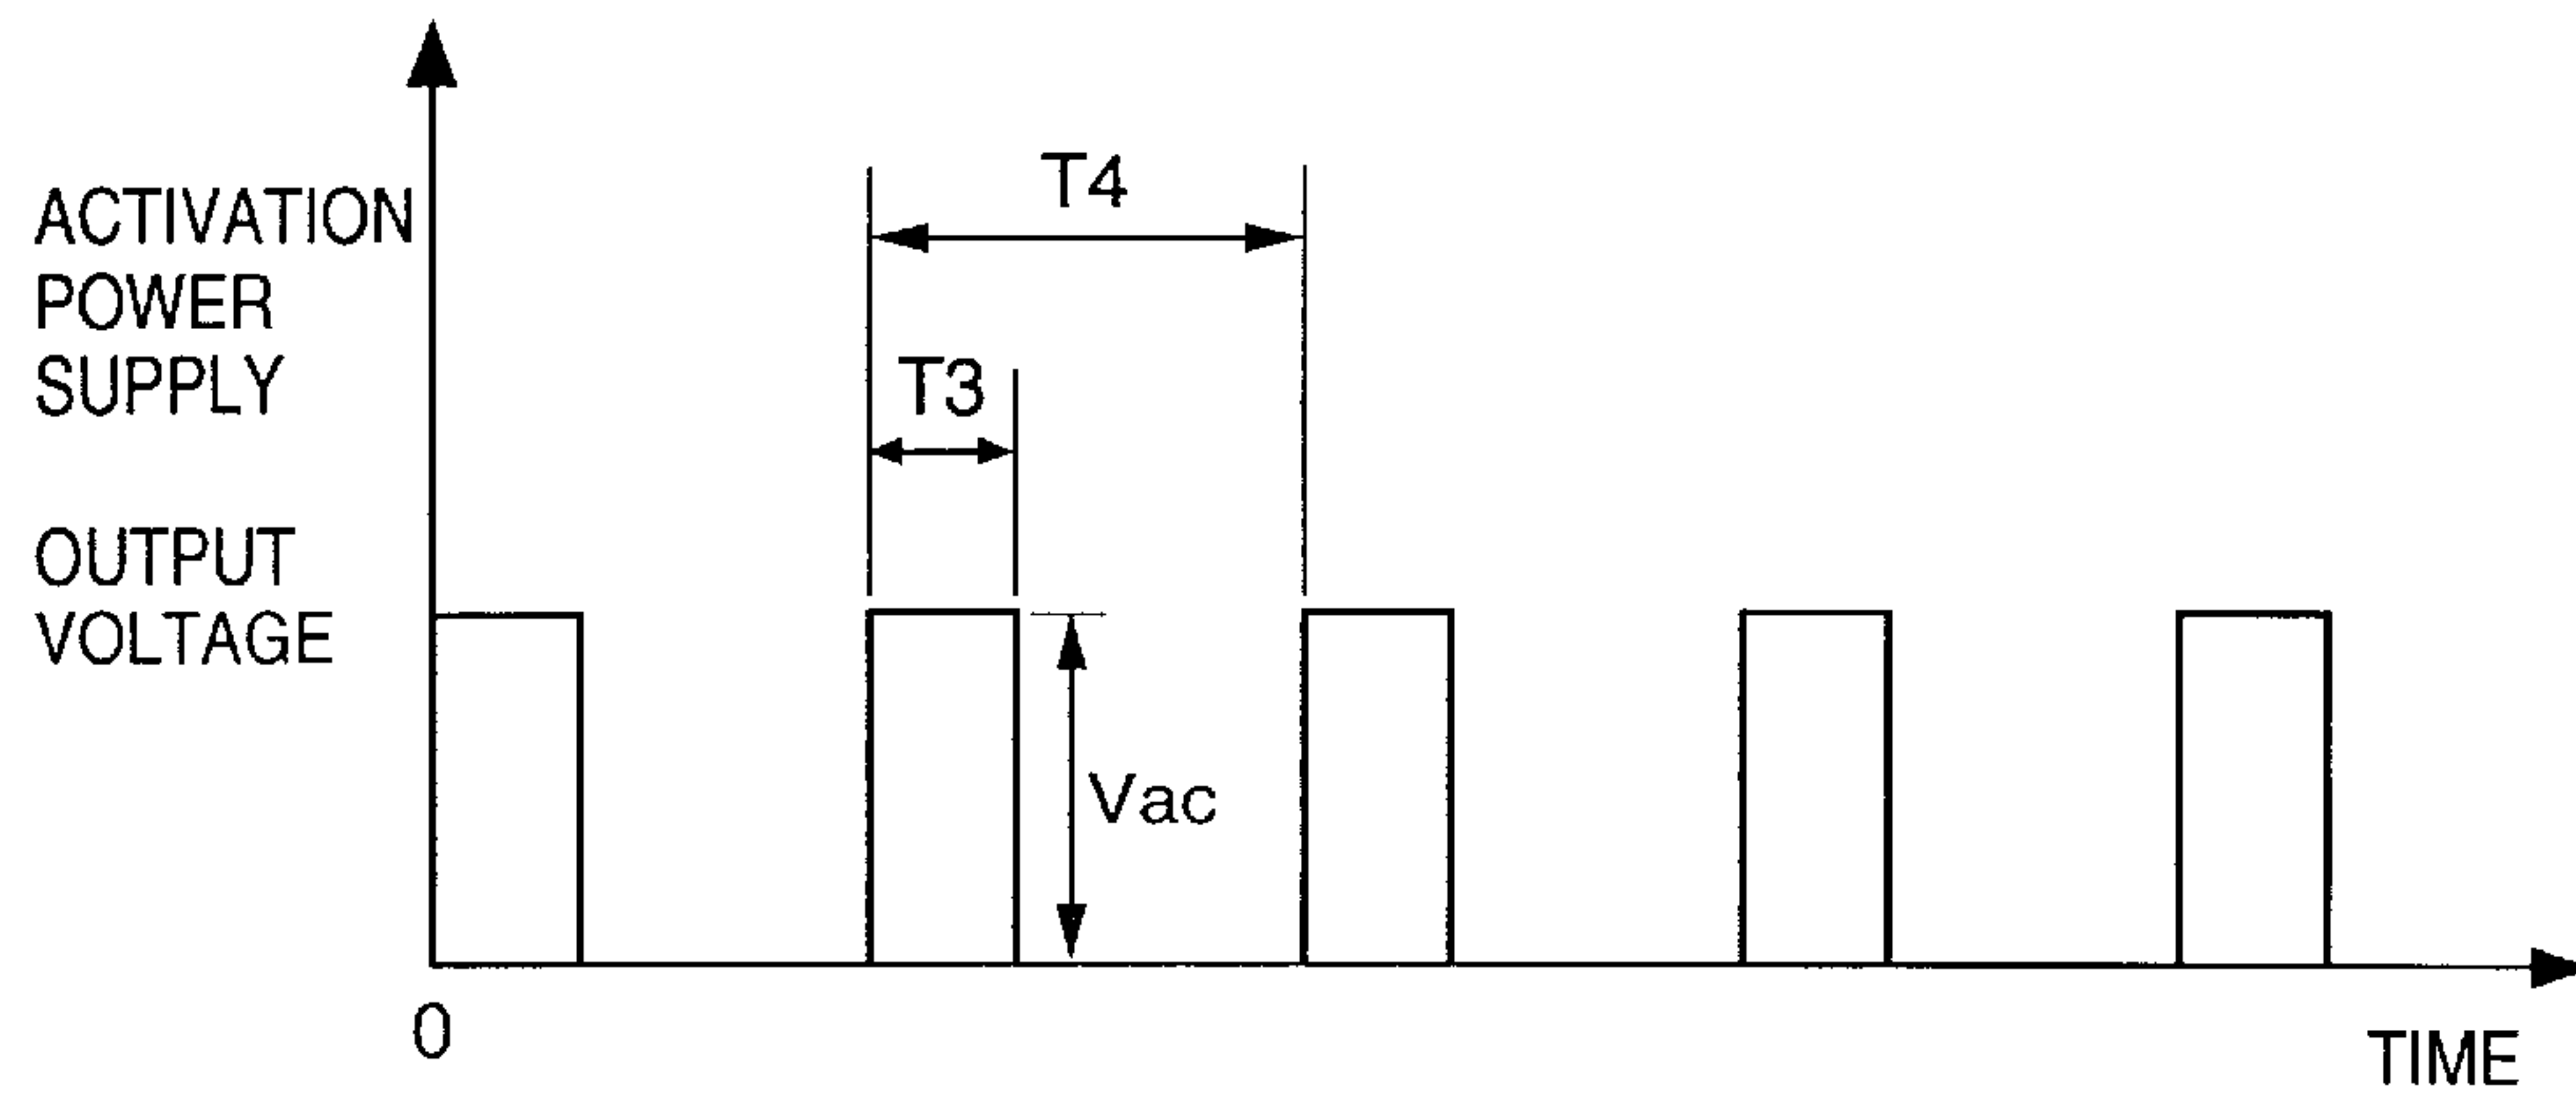 ACTIVATION
POWER
SUPPLY
OUTPUT
VOLTAGE
T4
T3
Vac
0
TIME